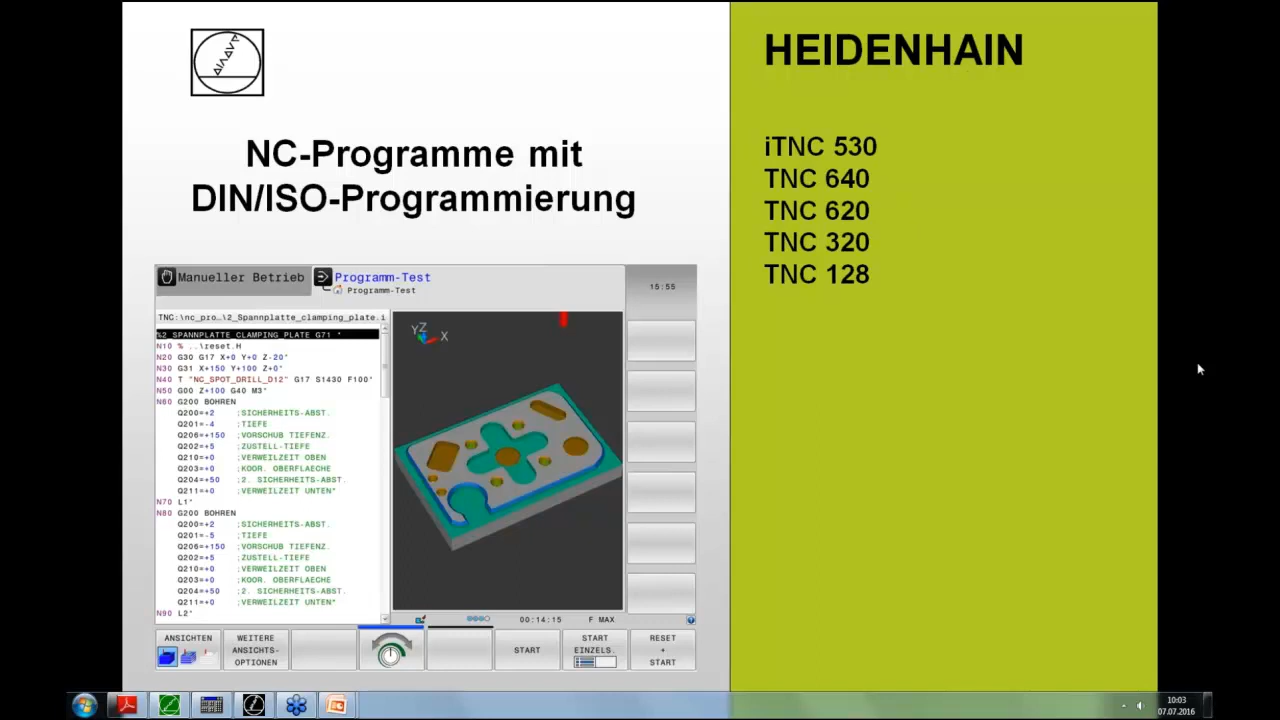 HEIDENHAIN
NC-Programme mit
DIN/ISO-Programmierung
iTNC 530
TNC 640
TNC 620
TNC 320
TNC 128
Manueller Betrieb
Programm-Test
Programm-Test
15:55
TNC:\nc_pro…\2_Spannplatte_clamping_plate.i
%2_SPANNPLATTE_CLAMPING_PLATE G71 *
N10 % ..\reset.H
N20 G30 G17 X+0 Y+0 Z-20*
N30 G31 X+150 Y+100 Z+0*
N40 T "NC_SPOT_DRILL_D12" G17 S1430 F100*
N50 G00 Z+100 G40 M3*
N60 G200 BOHREN
Q200=+2 ;SICHERHEITS-ABST.
Q201=-4 ;TIEFE
Q206=+150 ;VORSCHUB TIEFENZ.
Q202=+5 ;ZUSTELL-TIEFE
Q210=+0 ;VERWEILZEIT OBEN
Q203=+0 ;KOOR. OBERFLAECHE
Q204=+50 ;2. SICHERHEITS-ABST.
Q211=+0 ;VERWEILZEIT UNTEN*
N70 L1*
N80 G200 BOHREN
Q200=+2 ;SICHERHEITS-ABST.
Q201=-5 ;TIEFE
Q206=+150 ;VORSCHUB TIEFENZ.
Q202=+5 ;ZUSTELL-TIEFE
Q210=+0 ;VERWEILZEIT OBEN
Q203=+0 ;KOOR. OBERFLAECHE
Q204=+50 ;2. SICHERHEITS-ABST.
Q211=+0 ;VERWEILZEIT UNTEN*
N90 L2*
Y Z X
00:14:15 F MAX
ANSICHTEN
WEITERE
ANSICHTS-
OPTIONEN
START
START
EINZELS.
RESET
+
START
10:03
07.07.2016